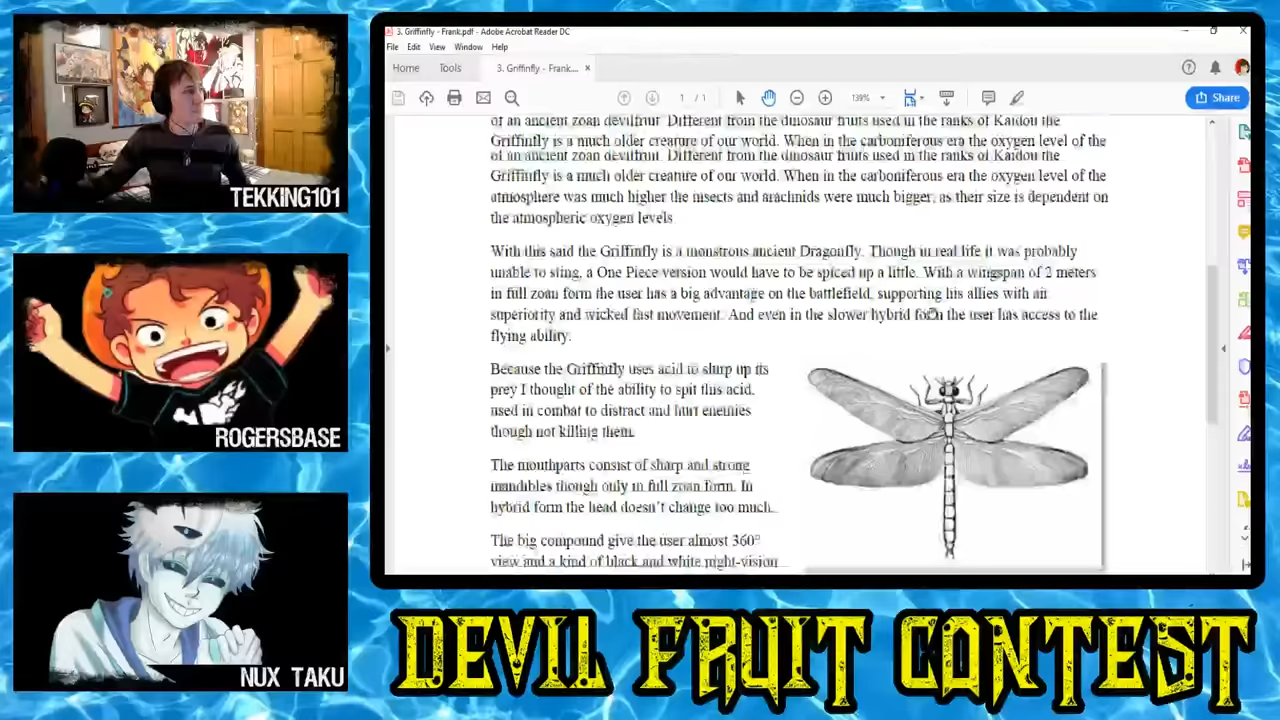 3. Griffinfly - Frank.pdf - Adobe Acrobat Reader DC
File Edit View Window Help
Home Tools 3. Griffinfly - Frank.... ×
1 / 1 139% Share
of an ancient zoan devilfruit. Different from the dinosaur fruits used in the ranks of Kaidou the
Griffinfly is a much older creature of our world. When in the carboniferous era the oxygen level of the
of an ancient zoan devilfruit. Different from the dinosaur fruits used in the ranks of Kaidou the
Griffinfly is a much older creature of our world. When in the carboniferous era the oxygen level of the
atmosphere was much higher the insects and arachnids were much bigger, as their size is dependent on
the atmospheric oxygen levels
With this said the Griffinfly is a monstrous ancient Dragonfly. Though in real life it was probably
unable to sting, a One Piece version would have to be spiced up a little. With a wingspan of 2 meters
in full zoan form the user has a big advantage on the battlefield, supporting his allies with air
superiority and wicked fast movement. And even in the slower hybrid form the user has access to the
flying ability.
Because the Griffinfly uses acid to slurp up its
prey I thought of the ability to spit this acid.
used in combat to distract and hurt enemies
though not killing them.
The mouthparts consist of sharp and strong
mandibles though only in full zoan form. In
hybrid form the head doesn't change too much.
The big compound give the user almost 360°
view and a kind of black and white night-vision
TEKKING101
ROGERSBASE
NUX TAKU
DEVIL FRUIT CONTEST